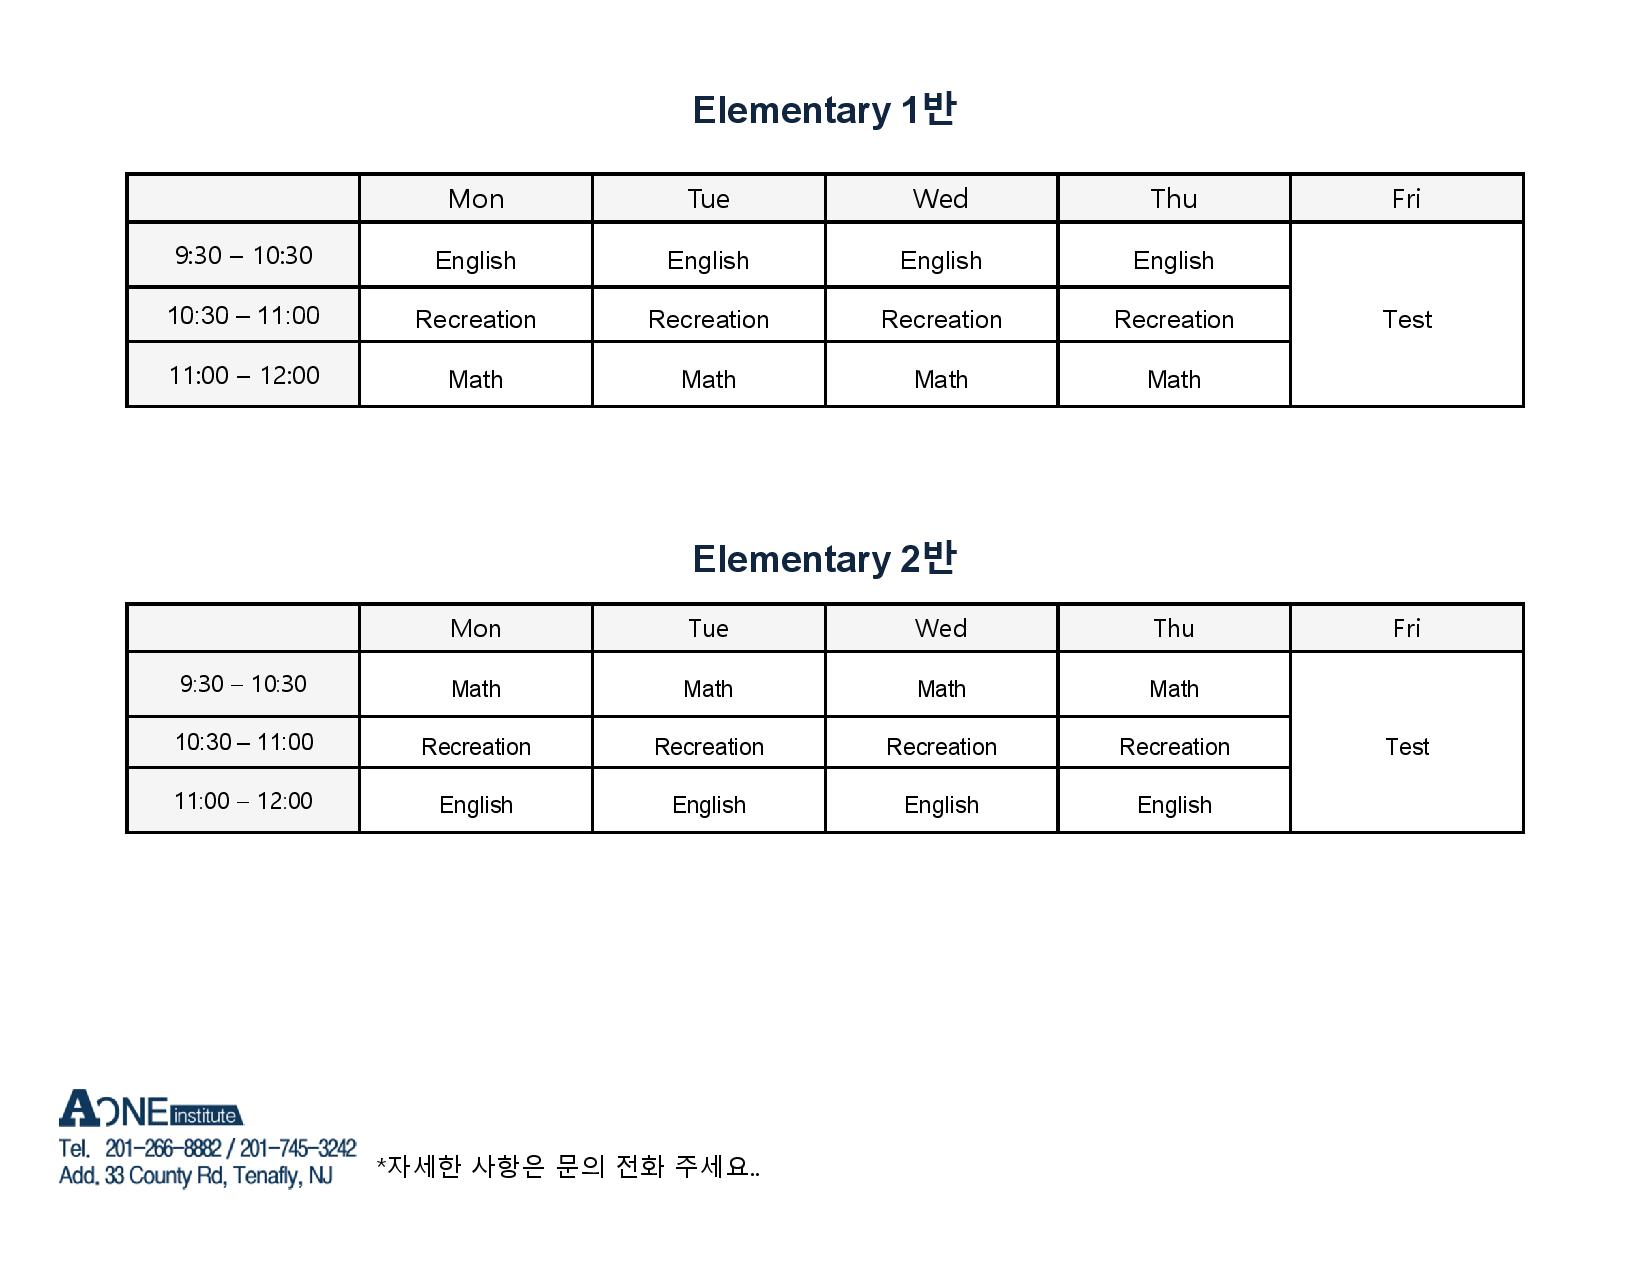 Elementary 1반
Mon Tue Wed Thu Fri
9:30 – 10:30 English English English English
10:30 – 11:00 Recreation Recreation Recreation Recreation Test
11:00 – 12:00 Math Math Math Math
Elementary 2반
Mon Tue Wed Thu Fri
9:30 – 10:30 Math Math Math Math
10:30 – 11:00 Recreation Recreation Recreation Recreation Test
11:00 – 12:00 English English English English
AONE institute
Tel. 201-266-8882 / 201-745-3242
Add. 33 County Rd, Tenafly, NJ
*자세한 사항은 문의 전화 주세요..